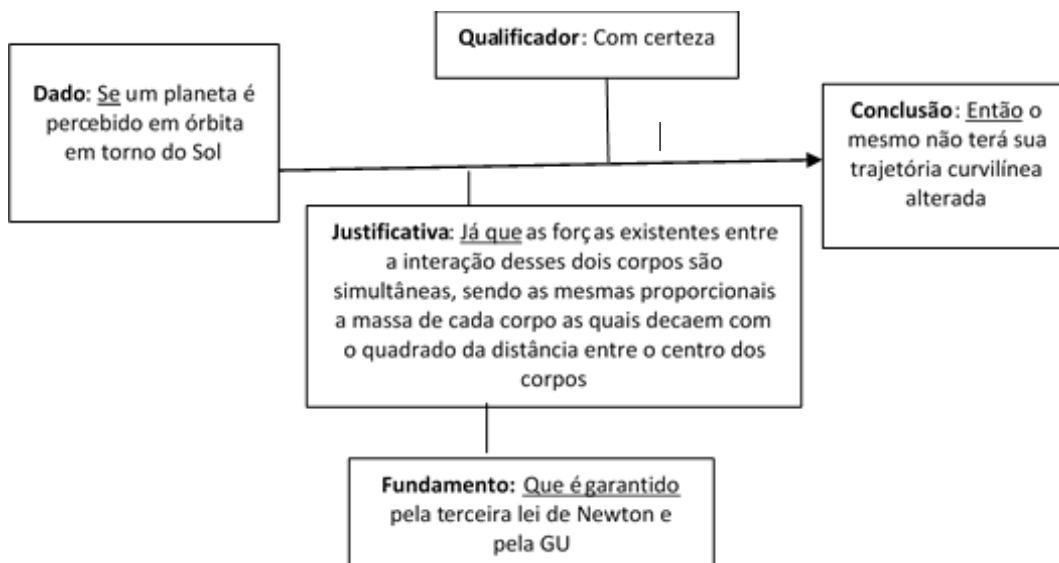 Qualificador: Com certeza
Dado: Se um planeta é
percebido em órbita
em torno do Sol
Conclusão: Então o
mesmo não terá sua
trajetória curvilínea
alterada
Justificativa: Já que as forças existentes entre
a interação desses dois corpos são
simultâneas, sendo as mesmas proporcionais
a massa de cada corpo as quais decaem com
o quadrado da distância entre o centro dos
corpos
Fundamento: Que é garantido
pela terceira lei de Newton e
pela GU